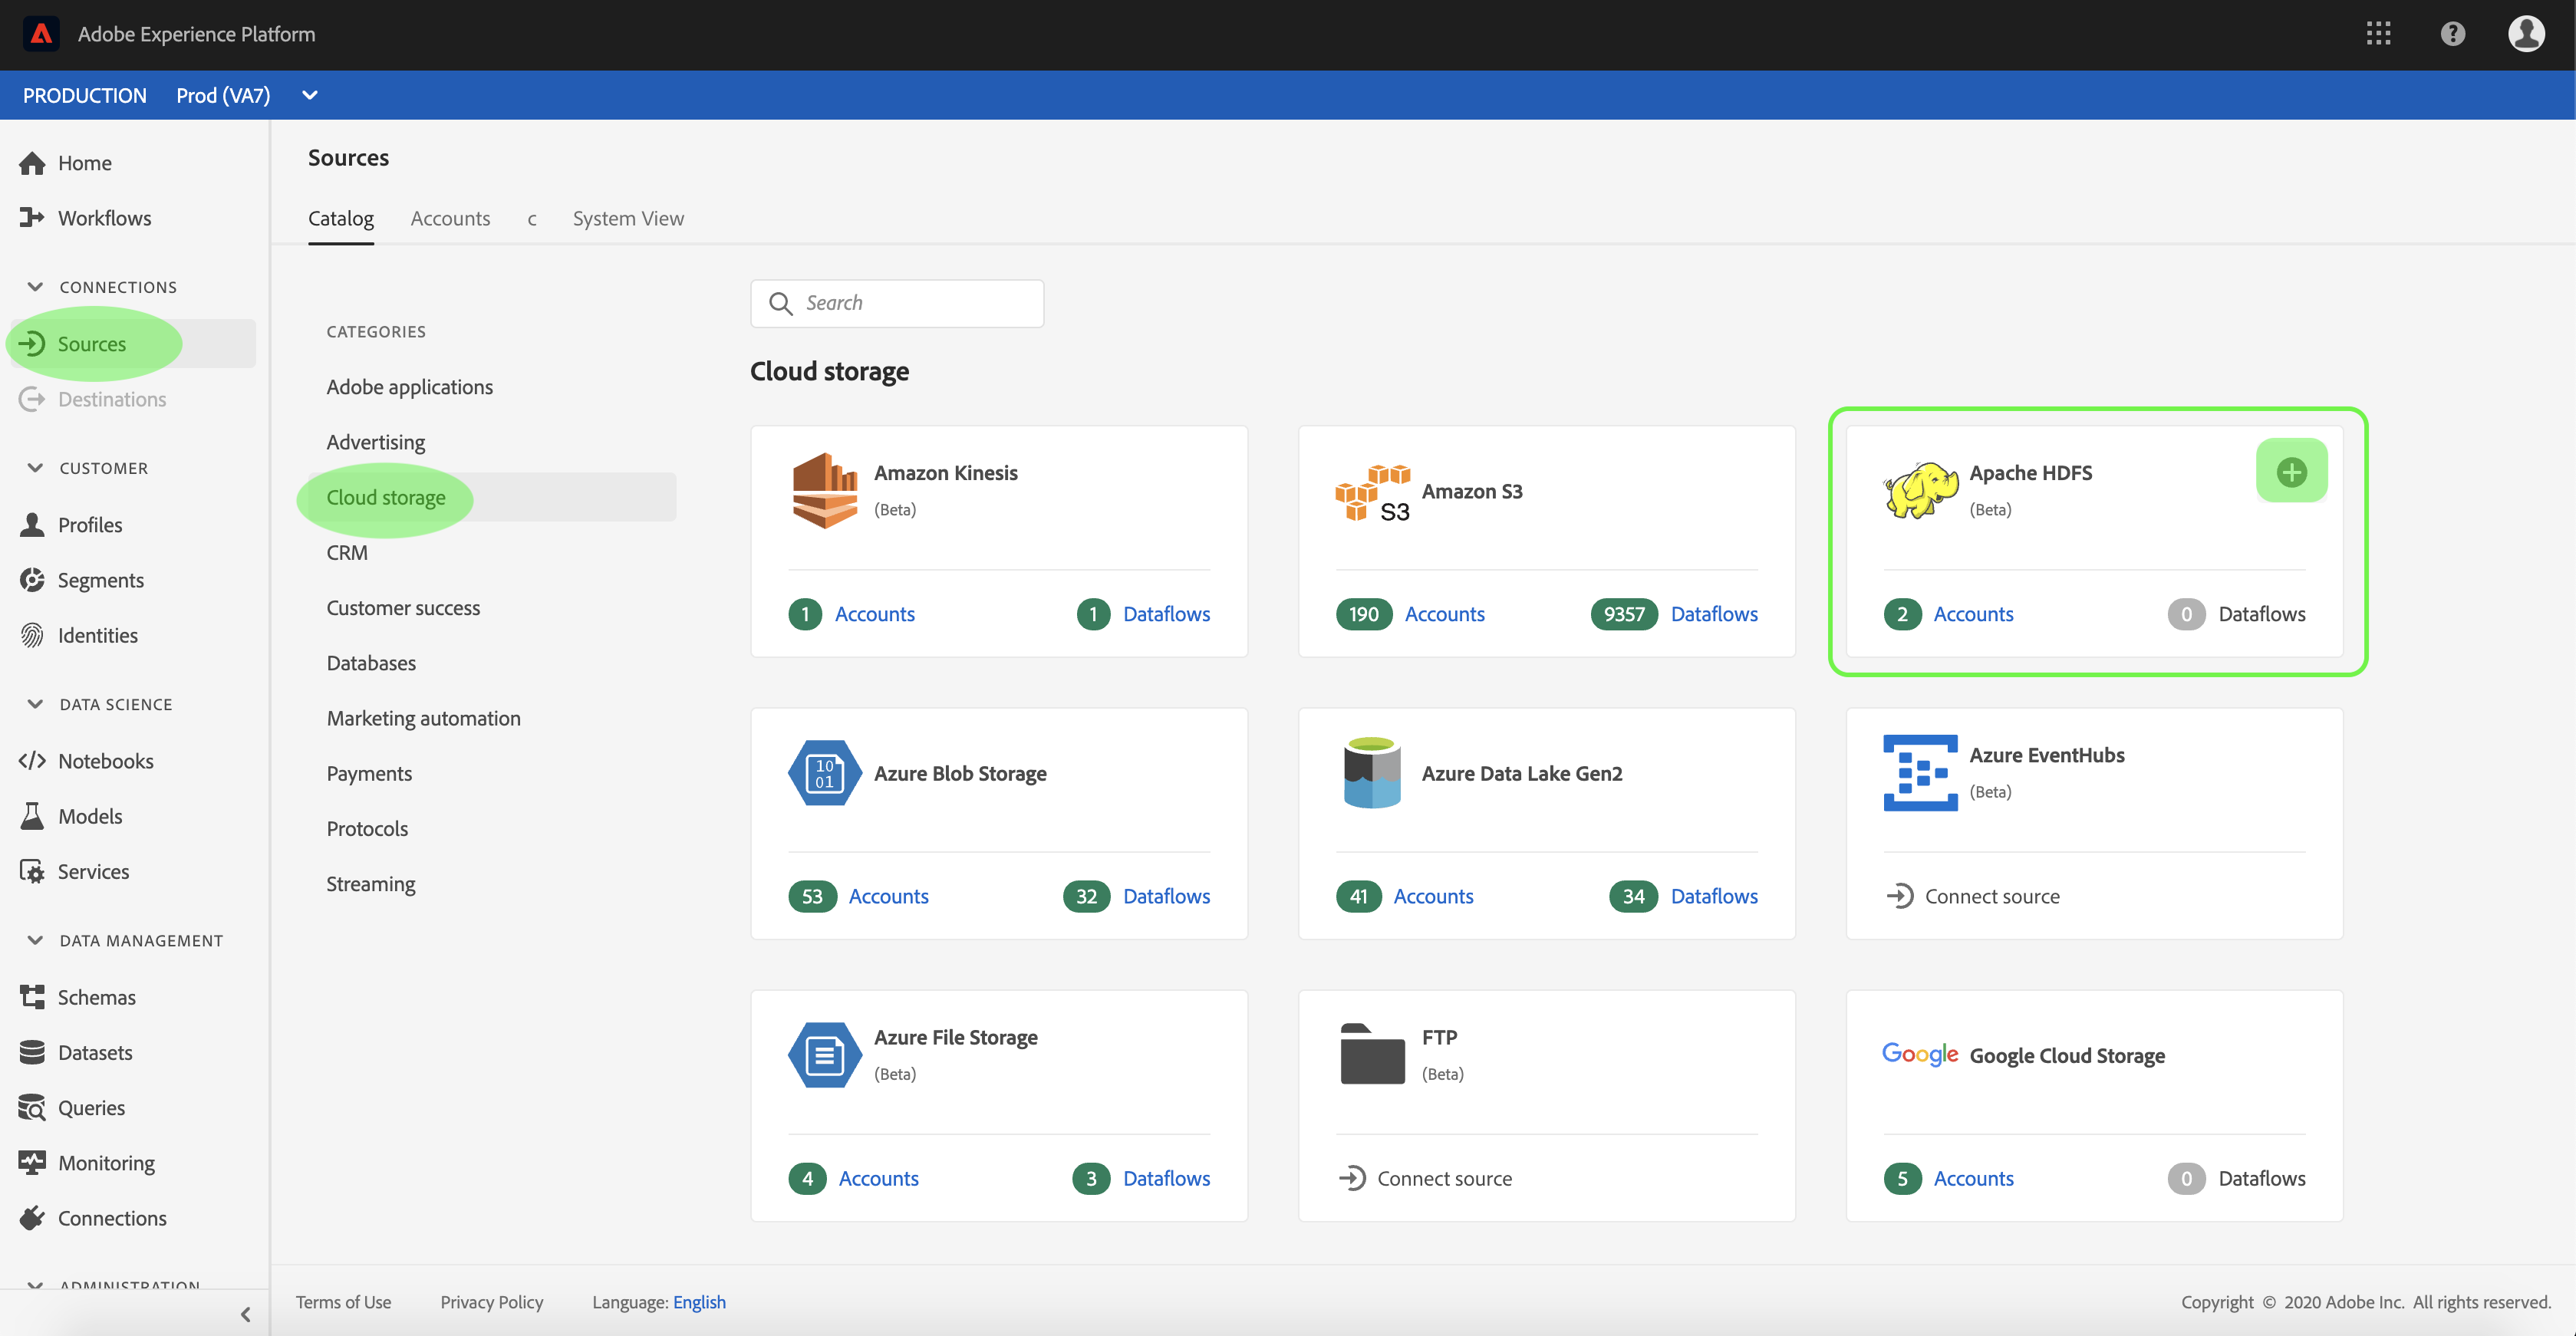 Adobe Experience Platform
PRODUCTION Prod (VA7)
Home
Workflows
CONNECTIONS
Sources
Destinations
CUSTOMER
Profiles
Segments
Identities
DATA SCIENCE
Notebooks
Models
Services
DATA MANAGEMENT
Schemas
Datasets
Queries
Monitoring
Connections
ADMINISTRATION
Sources
Catalog Accounts c System View
CATEGORIES
Adobe applications
Advertising
Cloud storage
CRM
Customer success
Databases
Marketing automation
Payments
Protocols
Streaming
Search
Cloud storage
Amazon Kinesis
(Beta)
1 Accounts 1 Dataflows
S3
Amazon S3
190 Accounts 9357 Dataflows
Apache HDFS
(Beta)
2 Accounts 0 Dataflows
10
01
Azure Blob Storage
53 Accounts 32 Dataflows
Azure Data Lake Gen2
41 Accounts 34 Dataflows
Azure EventHubs
(Beta)
Connect source
Azure File Storage
(Beta)
4 Accounts 3 Dataflows
FTP
(Beta)
Connect source
Google Google Cloud Storage
5 Accounts 0 Dataflows
Terms of Use Privacy Policy Language: English
Copyright © 2020 Adobe Inc. All rights reserved.